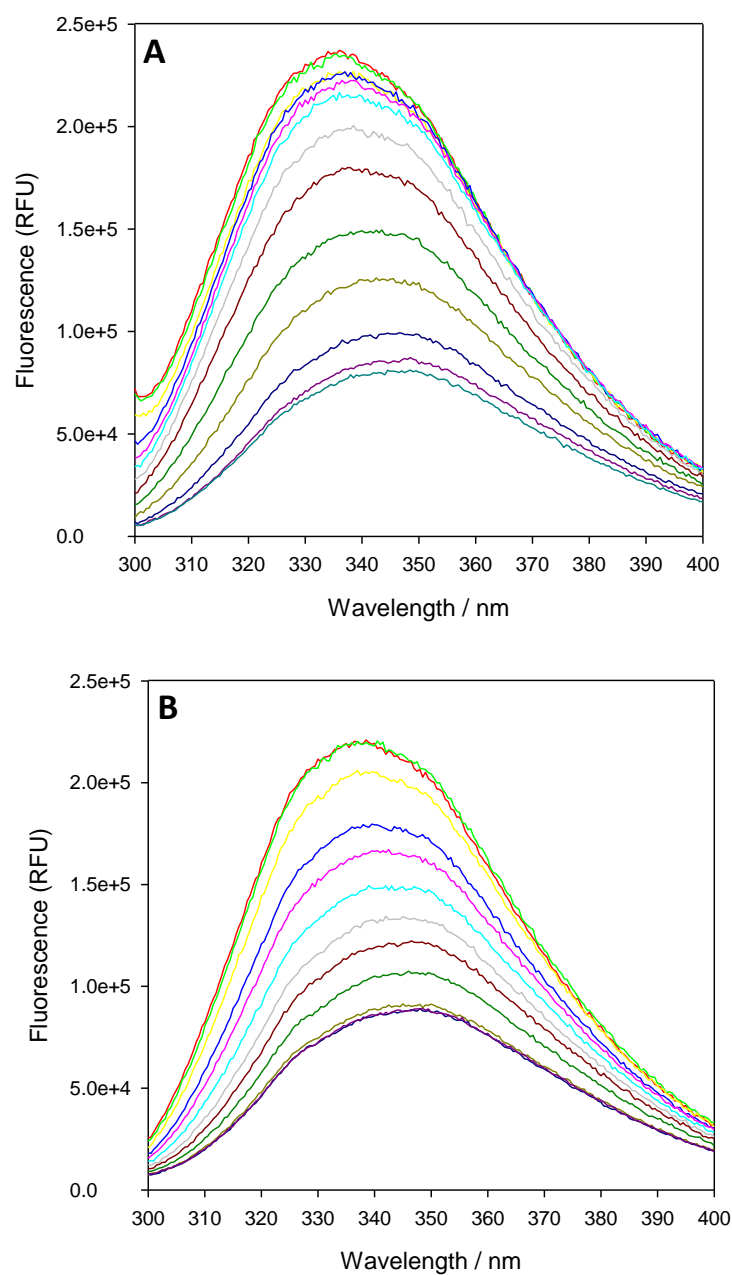 A
Fluorescence (RFU)
2.5e+5
2.0e+5
1.5e+5
1.0e+5
5.0e+4
0.0
300 310 320 330 340 350 360 370 380 390 400
Wavelength / nm
B
Fluorescence (RFU)
2.5e+5
2.0e+5
1.5e+5
1.0e+5
5.0e+4
0.0
300 310 320 330 340 350 360 370 380 390 400
Wavelength / nm